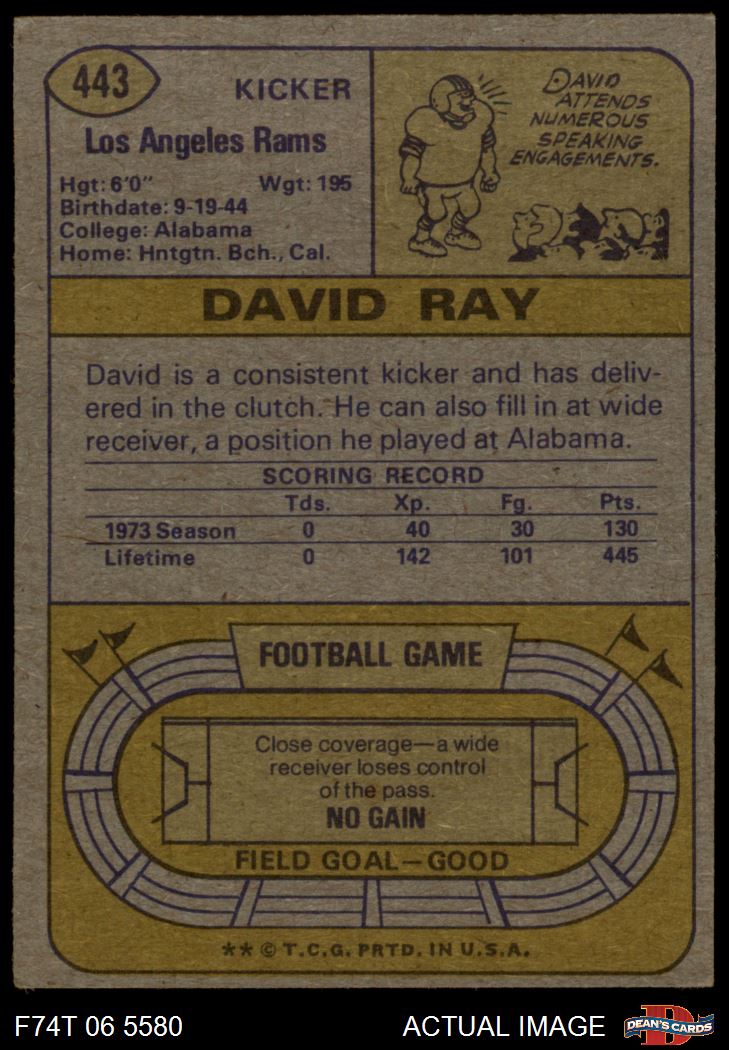 443
KICKER
Los Angeles Rams
Hgt: 6'0" Wgt: 195
Birthdate: 9-19-44
College: Alabama
Home: Hntgtn. Bch., Cal.
DAVID
ATTENDS
NUMEROUS
SPEAKING
ENGAGEMENTS.
DAVID RAY
David is a consistent kicker and has deliv-
ered in the clutch. He can also fill in at wide
receiver, a position he played at Alabama.
SCORING RECORD
Tds. Xp. Fg. Pts.
1973 Season 0 40 30 130
Lifetime 0 142 101 445
FOOTBALL GAME
Close coverage—a wide
receiver loses control
of the pass.
NO GAIN
FIELD GOAL—GOOD
** © T.C.G. PRTD. IN U.S.A.
F74T 06 5580 ACTUAL IMAGE
D
DEAN'S CARDS